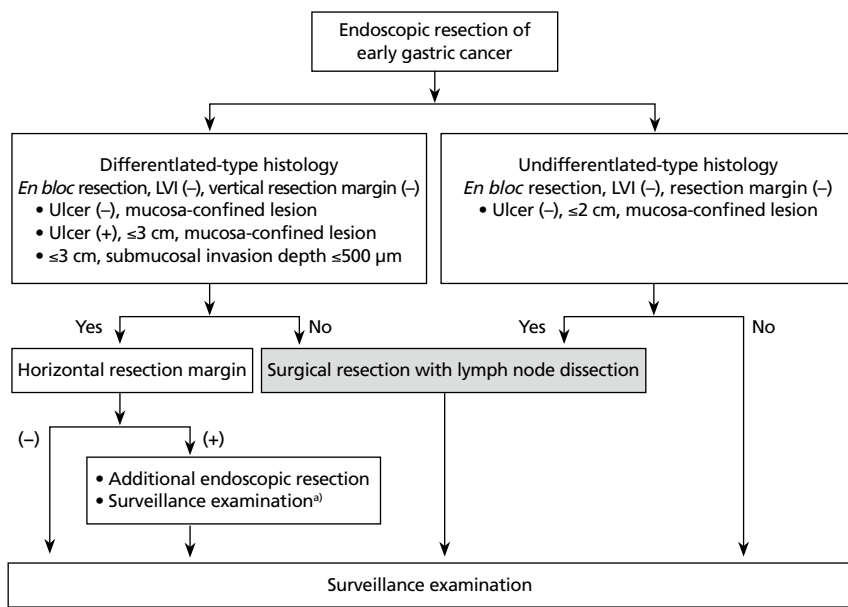 Endoscopic resection of
early gastric cancer
Differentlated-type histology
En bloc resection, LVI (–), vertical resection margin (–)
• Ulcer (–), mucosa-confined lesion
• Ulcer (+), ≤3 cm, mucosa-confined lesion
• ≤3 cm, submucosal invasion depth ≤500 µm
Undifferentlated-type histology
En bloc resection, LVI (–), resection margin (–)
• Ulcer (–), ≤2 cm, mucosa-confined lesion
Yes
No
Yes
No
Horizontal resection margin
Surgical resection with lymph node dissection
(–)
(+)
• Additional endoscopic resection
• Surveillance examinationa)
Surveillance examination